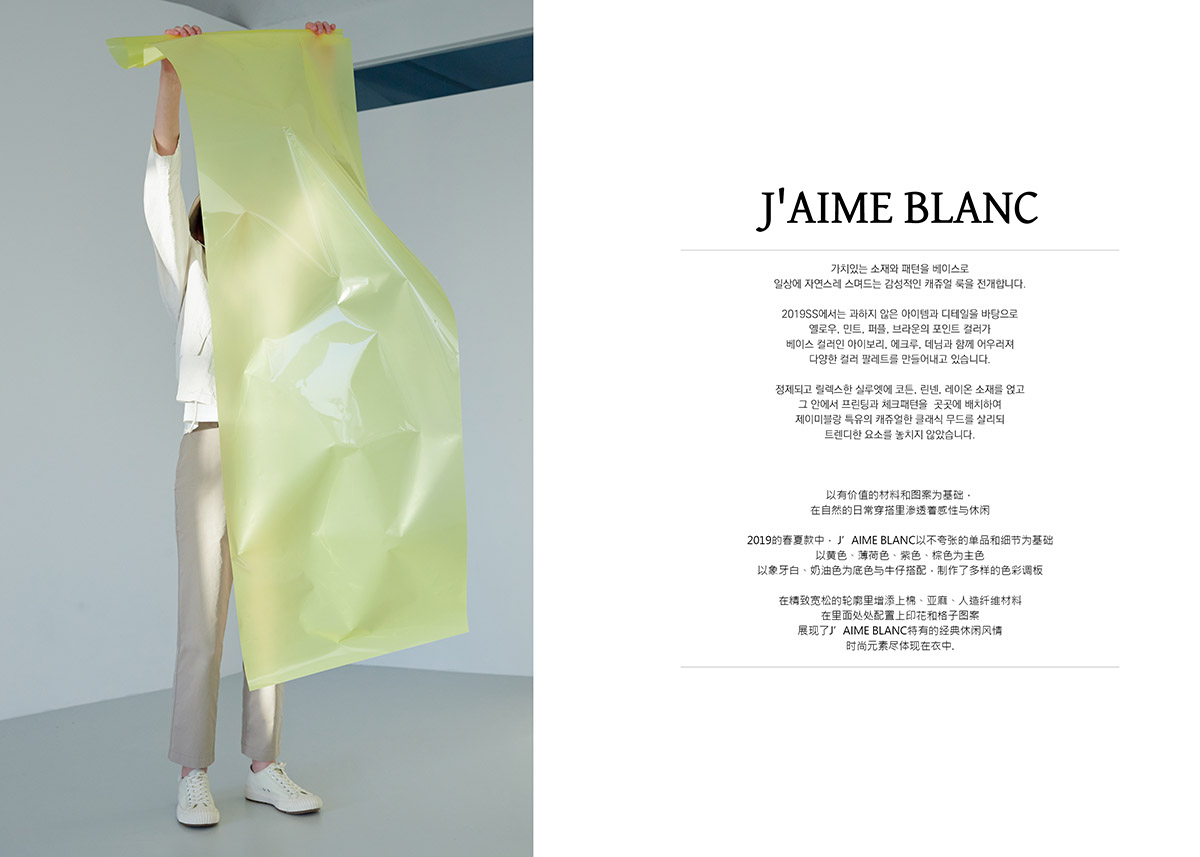 J'AIME BLANC
가치있는 소재와 패턴을 베이스로
일상에 자연스레 스며드는 감성적인 캐쥬얼 룩을 전개합니다.
2019SS에서는 과하지 않은 아이템과 디테일을 바탕으로
옐로우, 민트, 퍼플, 브라운의 포인트 컬러가
베이스 컬러인 아이보리, 에크루, 데님과 함께 어우러져
다양한 컬러 팔레트를 만들어내고 있습니다.
정제되고 릴렉스한 실루엣에 코튼, 린넨, 레이온 소재를 얹고
그 안에서 프린팅과 체크패턴을 곳곳에 배치하여
제이미블랑 특유의 캐쥬얼한 클래식 무드를 살리되
트렌디한 요소를 놓치지 않았습니다.
以有价值的材料和图案为基础，
在自然的日常穿搭里渗透着感性与休闲
2019的春夏款中， J’AIME BLANC以不夸张的单品和细节为基础
以黄色、薄荷色、紫色、棕色为主色
以象牙白、奶油色为底色与牛仔搭配，制作了多样的色彩调板
在精致宽松的轮廓里增添上棉、亚麻、人造纤维材料
在里面处处配置上印花和格子图案
展现了J’AIME BLANC特有的经典休闲风情
时尚元素尽体现在衣中.